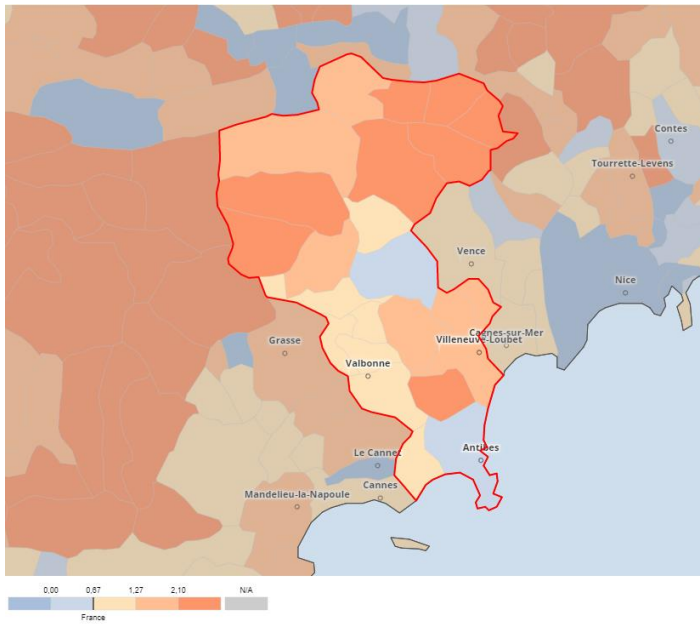 Contes
Tourrette-Levens
Vence
Nice
Cagnes-sur-Mer
Villeneuve-Loubet
Grasse
Valbonne
Le Cannet
Antibes
Cannes
Mandelieu-la-Napoule
0,00 0,67 1,27 2,10 N/A
France